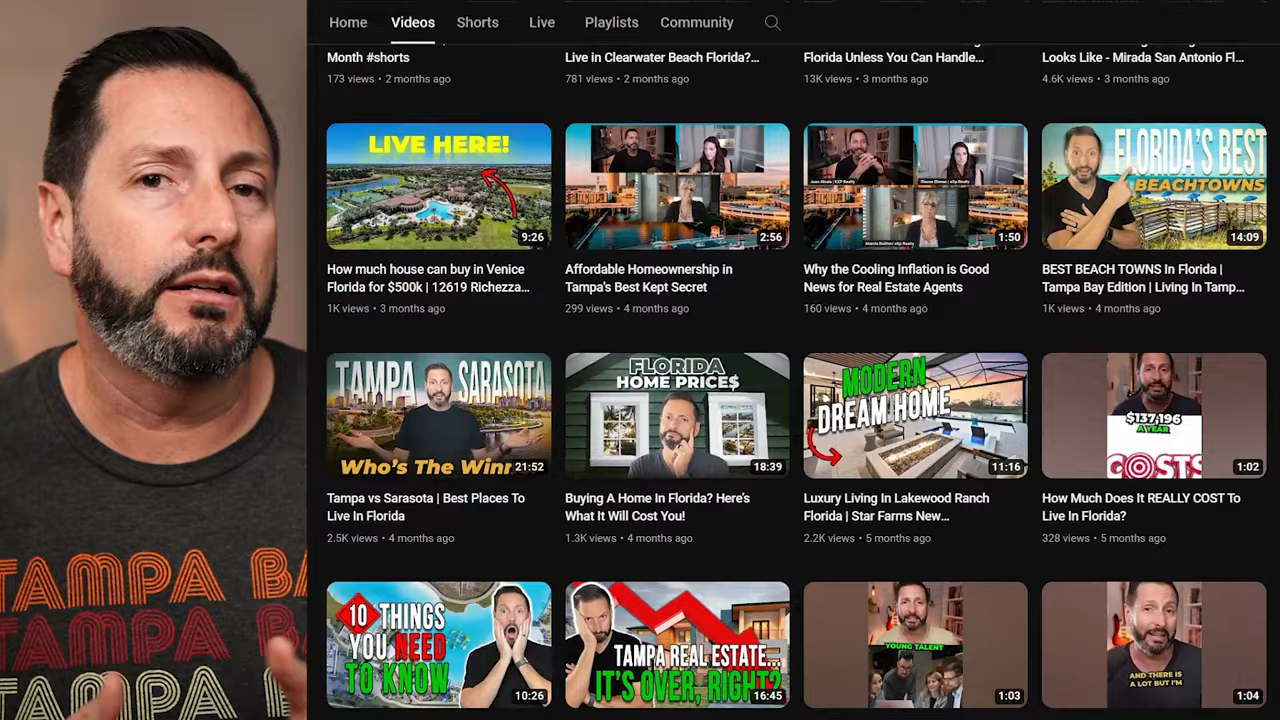 Home Videos Shorts Live Playlists Community
Month #shorts
173 views • 2 months ago
Live in Clearwater Beach Florida?...
781 views • 2 months ago
Florida Unless You Can Handle...
13K views • 3 months ago
Looks Like - Mirada San Antonio Fl...
4.6K views • 3 months ago
LIVE HERE!
9:26
How much house can buy in Venice
Florida for $500k | 12619 Richezza...
1K views • 3 months ago
2:56
Affordable Homeownership in
Tampa's Best Kept Secret
299 views • 4 months ago
1:50
Why the Cooling Inflation is Good
News for Real Estate Agents
160 views • 4 months ago
FLORIDA'S BEST
BEACHTOWNS
14:09
BEST BEACH TOWNS In Florida |
Tampa Bay Edition | Living In Tamp...
1K views • 4 months ago
TAMPA SARASOTA
WHO'S THE WINN
21:52
Tampa vs Sarasota | Best Places To
Live In Florida
2.5K views • 4 months ago
FLORIDA
HOME PRICE$
18:39
Buying A Home In Florida? Here's
What It Will Cost You!
1.3K views • 4 months ago
MODERN
DREAM HOME
11:16
Luxury Living In Lakewood Ranch
Florida | Star Farms New...
2.2K views • 5 months ago
$137,196
A YEAR
COSTS
1:02
How Much Does It REALLY COST To
Live In Florida?
328 views • 5 months ago
10 THINGS
YOU NEED
TO KNOW
10:26
TAMPA REAL ESTATE...
IT'S OVER, RIGHT?
16:45
YOUNG TALENT
1:03
AND THERE IS
A LOT BUT I'M
1:04
TAMPA BA
TAMPA B
TAMPA